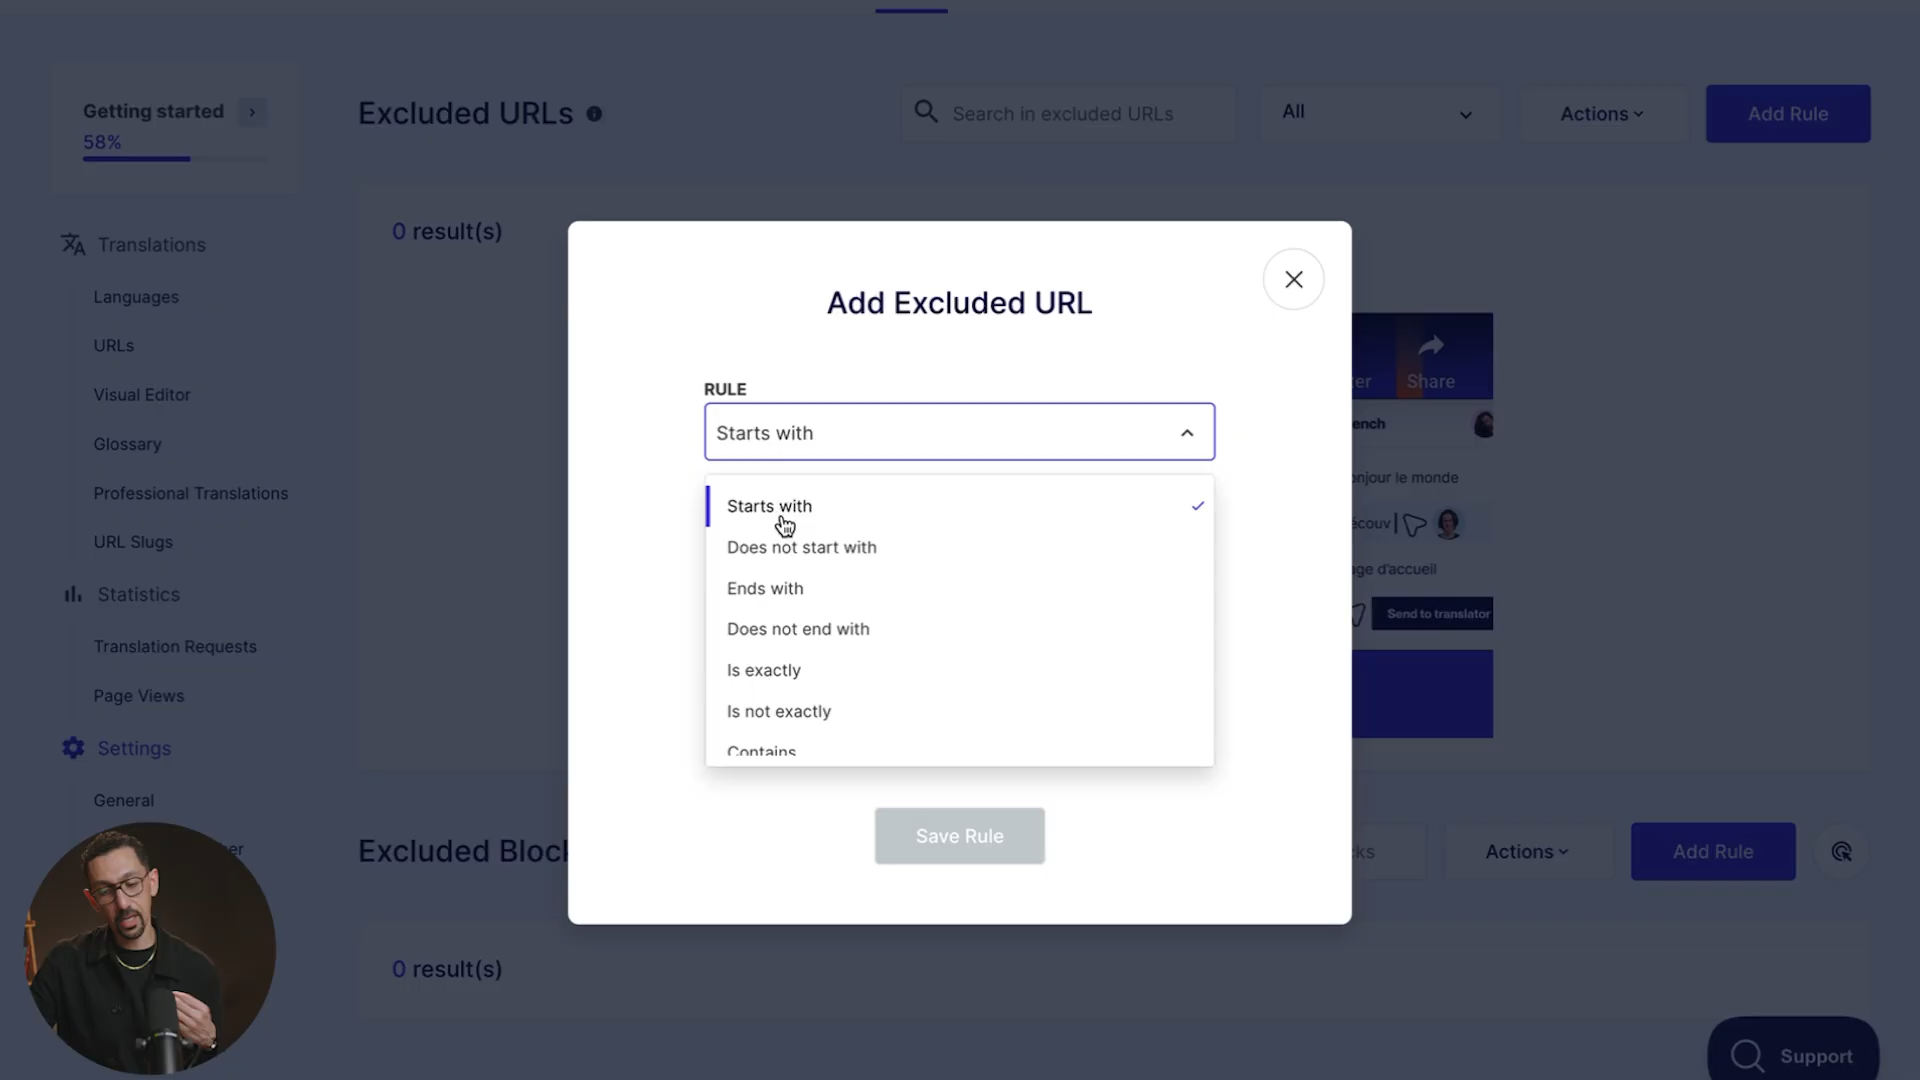 Getting started
58%
Excluded URLs
Search in excluded URLs
All
Actions
Add Rule
0 result(s)
Translations
Languages
URLs
Visual Editor
Glossary
Professional Translations
URL Slugs
Statistics
Translation Requests
Page Views
Settings
General
er
Add Excluded URL
RULE
Starts with
Starts with
Does not start with
Ends with
Does not end with
Is exactly
Is not exactly
Contains
Save Rule
ter
Share
ench
onjour le monde
écouv
age d'accueil
Send to translator
Excluded Block
cks
Actions
Add Rule
0 result(s)
Support